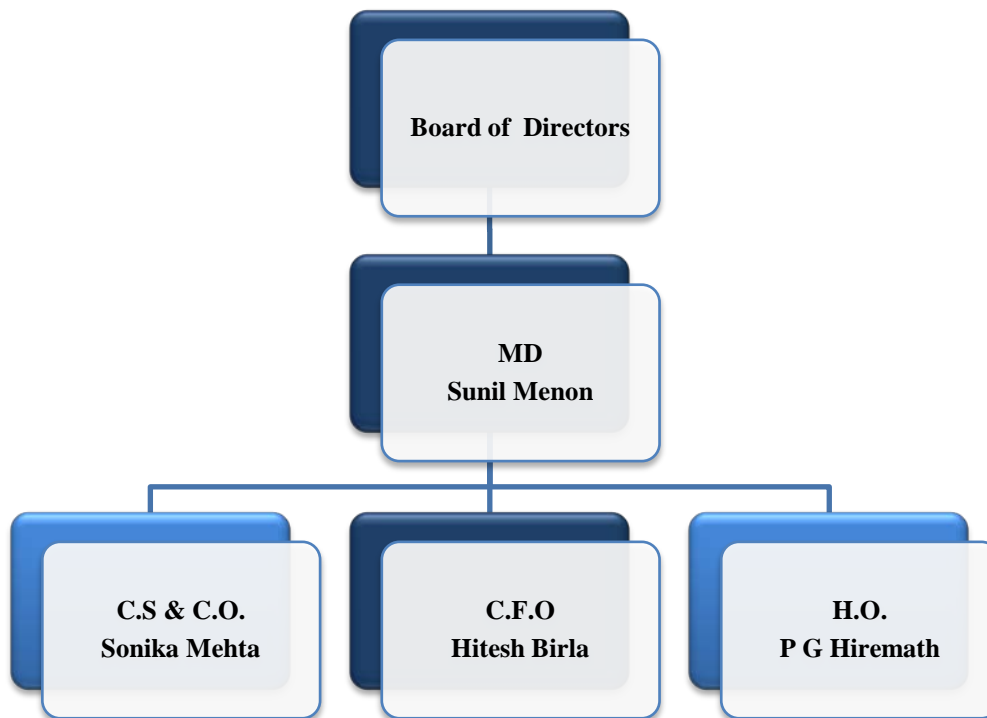 Board of  Directors
MD
Sunil Menon
C.S & C.O.
Sonika Mehta
C.F.O
Hitesh Birla
H.O.
P G Hiremath